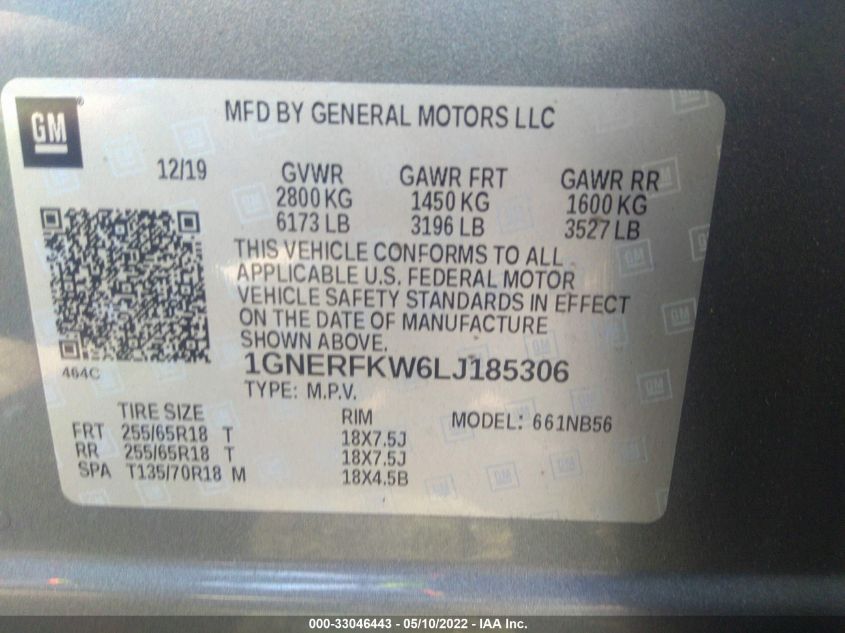 GM
MFD BY GENERAL MOTORS LLC
12/19 GVWR GAWR FRT GAWR RR
2800 KG 1450 KG 1600 KG
6173 LB 3196 LB 3527 LB
THIS VEHICLE CONFORMS TO ALL
APPLICABLE U.S. FEDERAL MOTOR
VEHICLE SAFETY STANDARDS IN EFFECT
ON THE DATE OF MANUFACTURE
SHOWN ABOVE.
464C
1GNERFKW6LJ185306
TYPE: M.P.V.
TIRE SIZE RIM MODEL: 661NB56
FRT 255/65R18 T 18X7.5J
RR 255/65R18 T 18X7.5J
SPA T135/70R18 M 18X4.5B
000-33046443 - 05/10/2022 - IAA Inc.